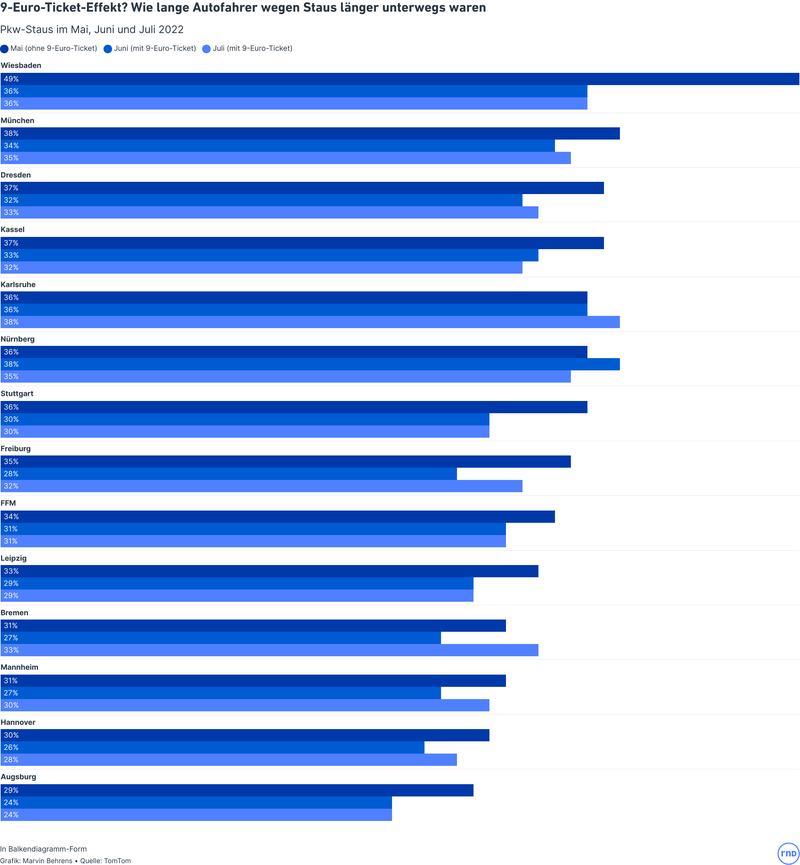 9-Euro-Ticket-Effekt? Wie lange Autofahrer wegen Staus länger unterwegs waren
Pkw-Staus im Mai, Juni und Juli 2022
Mai (ohne 9-Euro-Ticket) Juni (mit 9-Euro-Ticket) Juli (mit 9-Euro-Ticket)
Wiesbaden
49%
36%
36%
München
38%
34%
35%
Dresden
37%
32%
33%
Kassel
37%
33%
32%
Karlsruhe
36%
36%
38%
Nürnberg
36%
38%
35%
Stuttgart
36%
30%
30%
Freiburg
35%
28%
32%
FFM
34%
31%
31%
Leipzig
33%
29%
29%
Bremen
31%
27%
33%
Mannheim
31%
27%
30%
Hannover
30%
26%
28%
Augsburg
29%
24%
24%
In Balkendiagramm-Form
Grafik: Marvin Behrens • Quelle: TomTom
rnd